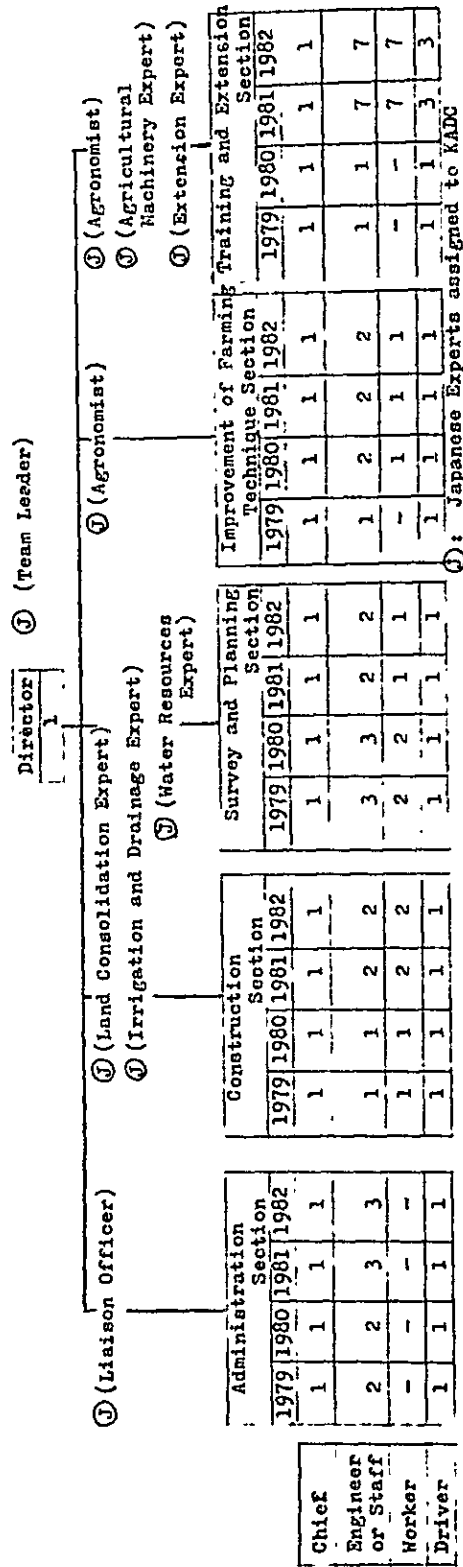 Director
1
Ⓙ (Team Leader)
Ⓙ (Liaison Officer)
Ⓙ (Land Consolidation Expert)
Ⓙ (Irrigation and Drainage Expert)
Ⓙ (Water Resources
Expert)
Ⓙ (Agronomist)
Ⓙ (Agronomist)
Ⓙ (Agricultural
Machinery Expert)
Ⓙ (Extension Expert)
Chief
Engineer
or Staff
Worker
Driver
Administration
Section
1979 1980 1981 1982
1 1 1 1
2 2 3 3
- - - -
1 1 1 1
Construction
Section
1979 1980 1981 1982
1 1 1 1
1 1 2 2
1 1 2 2
1 1 1 1
Survey and Planning
Section
1979 1980 1981 1982
1 1 1 1
3 3 2 2
2 2 1 1
1 1 1 1
Improvement of Farming
Technique Section
1979 1980 1981 1982
1 1 1 1
1 2 2 2
- 1 1 1
1 1 1 1
Training and Extension
Section
1979 1980 1981 1982
1 1 1 1
1 1 7 7
- - 7 7
1 1 3 3
Ⓙ: Japanese Experts assigned to KADC